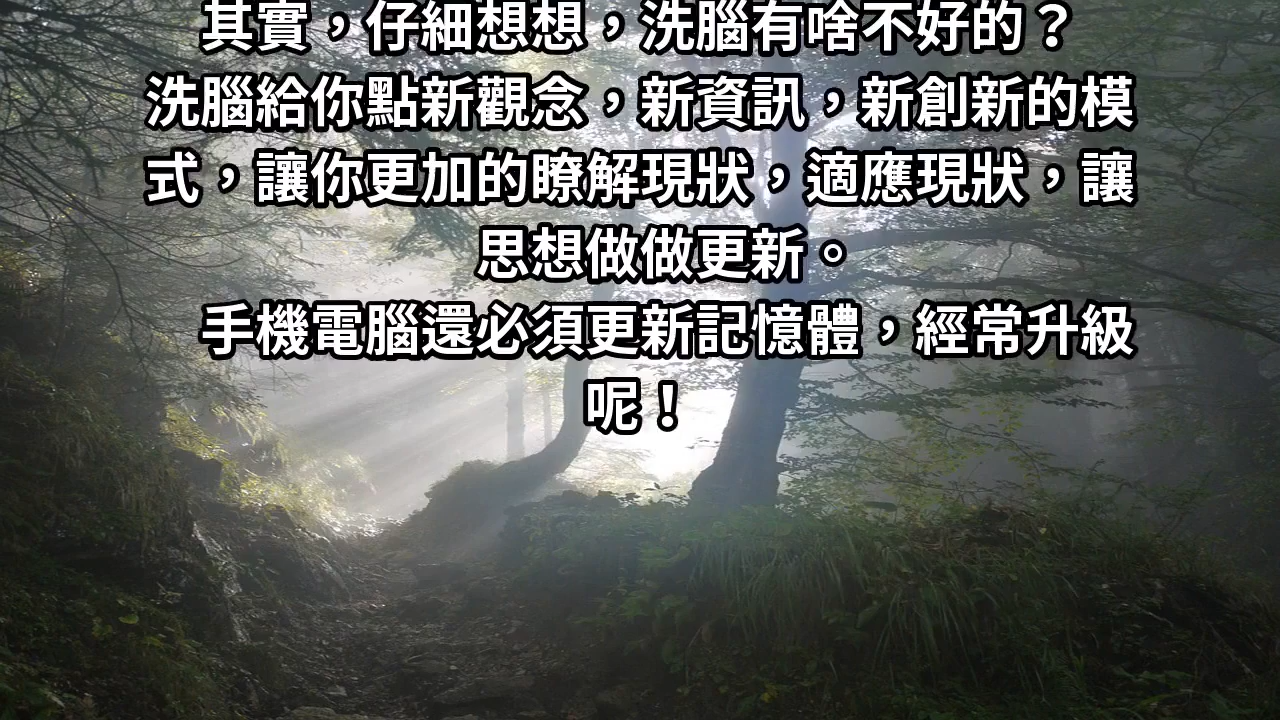 其實，仔細想想，洗腦有啥不好的？
洗腦給你點新觀念，新資訊，新創新的模
式，讓你更加的瞭解現狀，適應現狀，讓
思想做做更新。
手機電腦還必須更新記憶體，經常升級
呢！